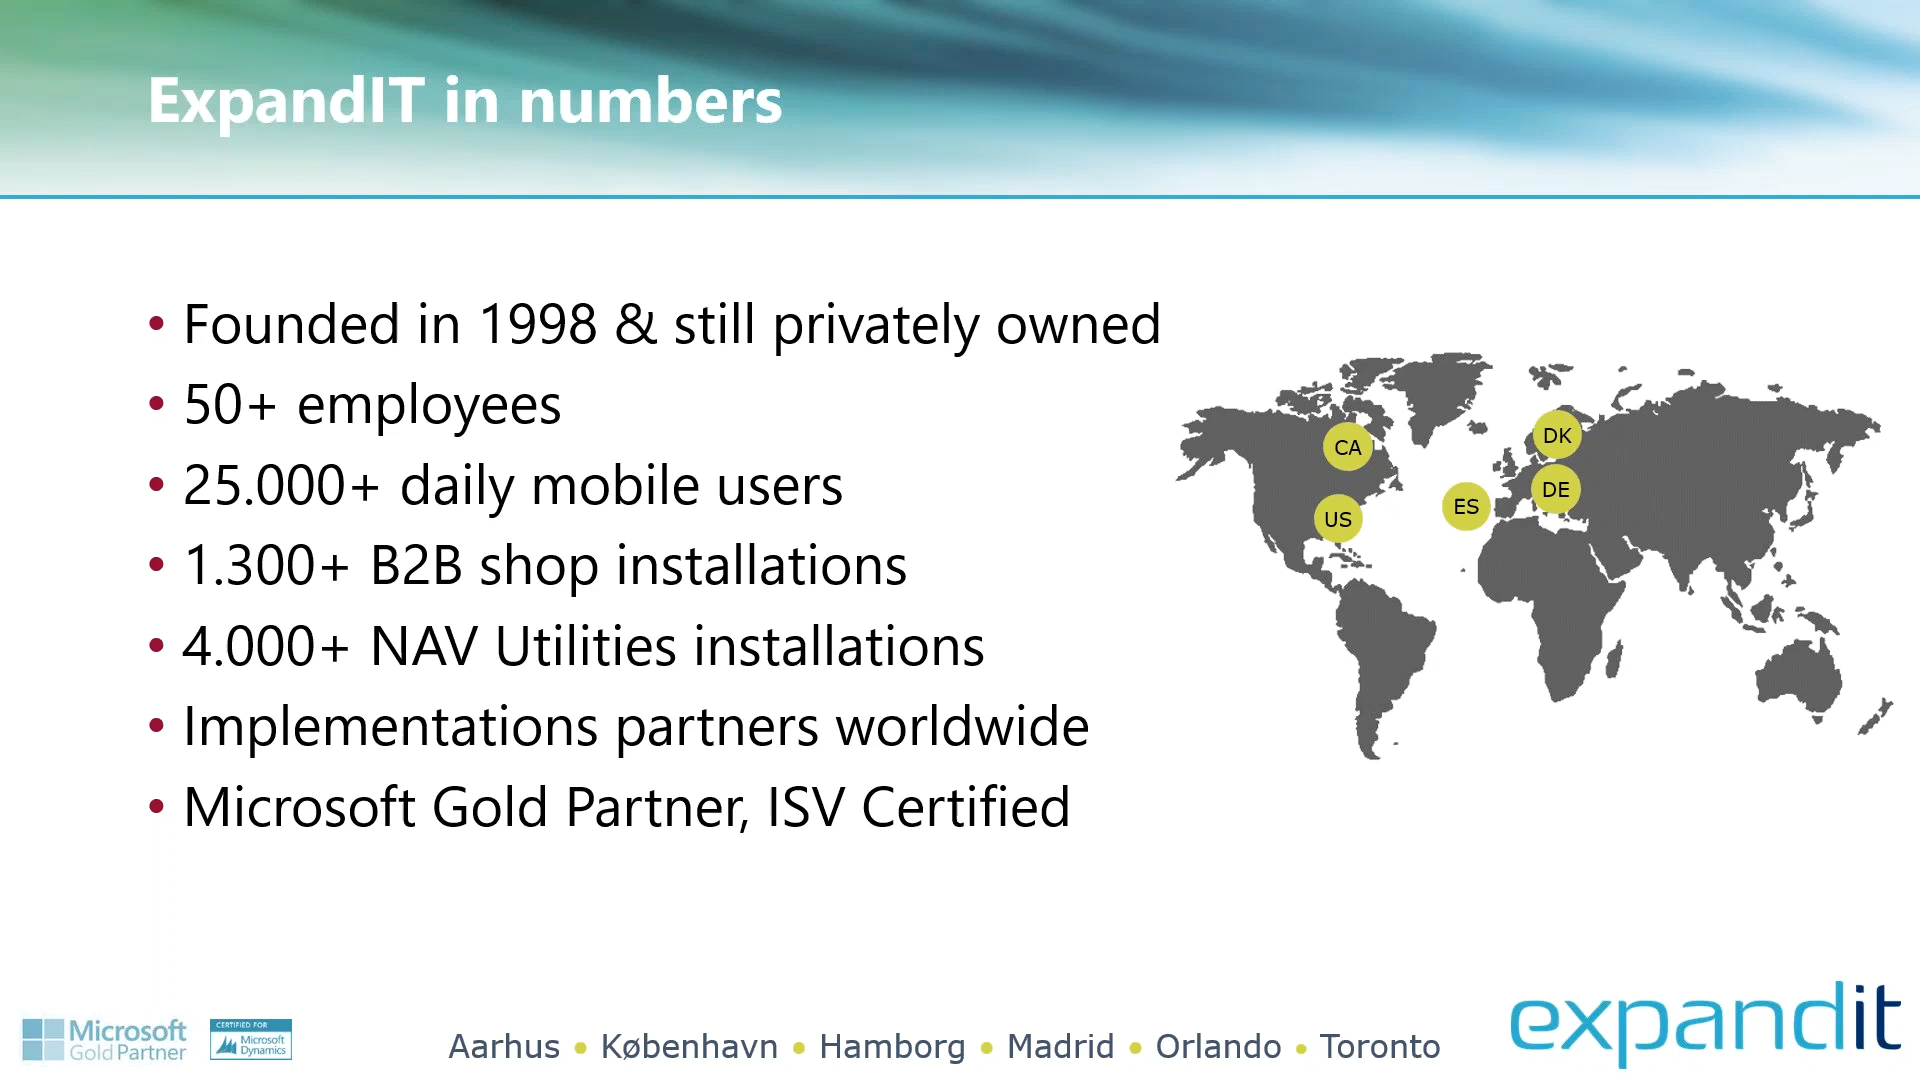 ExpandIT in numbers
• Founded in 1998 & still privately owned
• 50+ employees
• 25.000+ daily mobile users
• 1.300+ B2B shop installations
• 4.000+ NAV Utilities installations
• Implementations partners worldwide
• Microsoft Gold Partner, ISV Certified
CA
US
ES
DK
DE
Microsoft
Gold Partner
CERTIFIED FOR
Microsoft
Dynamics
Aarhus • København • Hamborg • Madrid • Orlando • Toronto
expandit